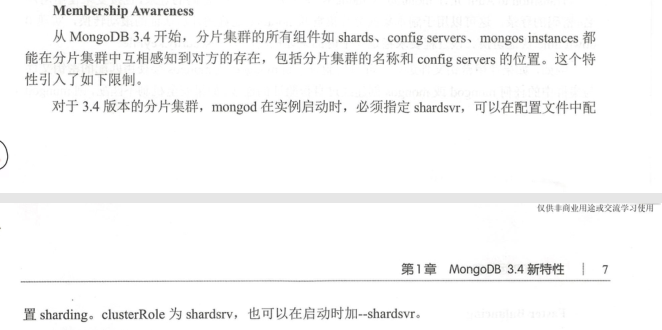 Membership Awareness
从 MongoDB 3.4 开始，分片集群的所有组件如 shards、config servers、mongos instances 都
能在分片集群中互相感知到对方的存在，包括分片集群的名称和 config servers 的位置。这个特
性引入了如下限制。
对于 3.4 版本的分片集群，mongod 在实例启动时，必须指定 shardsvr，可以在配置文件中配
仅供非商业用途或交流学习使用
第1章 MongoDB 3.4 新特性 | 7
置 sharding。clusterRole 为 shardsrv，也可以在启动时加--shardsvr。